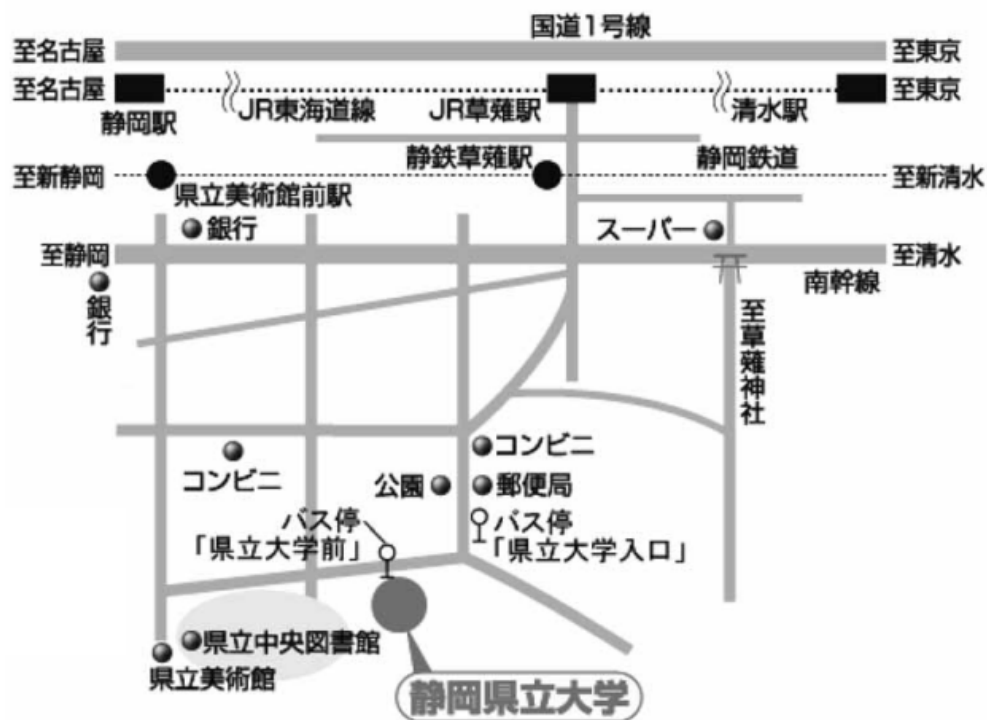 国道1号線
至名古屋
至東京
至名古屋
至東京
静岡駅
JR東海道線
JR草薙駅
清水駅
静鉄草薙駅
静岡鉄道
至新静岡
至新清水
県立美術館前駅
銀行
スーパー
至静岡
至清水
南幹線
銀行
至草薙神社
コンビニ
コンビニ
公園
郵便局
バス停
「県立大学前」
バス停
「県立大学入口」
県立中央図書館
県立美術館
静岡県立大学